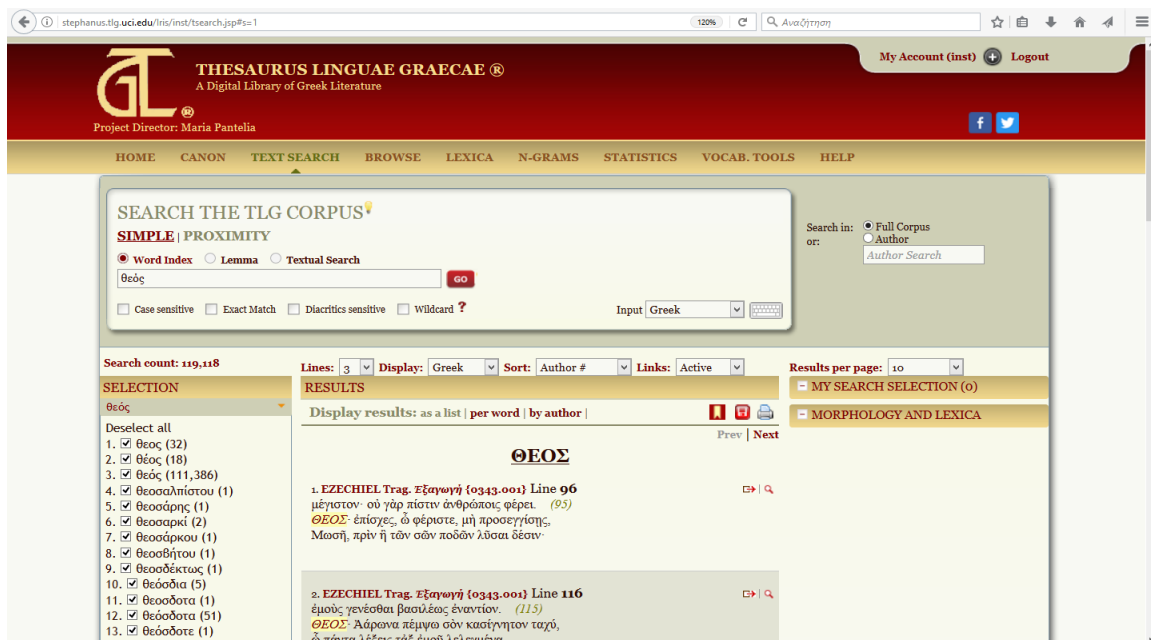 stephanus.tlg.uci.edu/Iris/inst/tsearch.jsp#s=1
120%
Αναζήτηση
My Account (inst) Logout
TLG ®
THESAURUS LINGUAE GRAECAE ®
A Digital Library of Greek Literature
Project Director: Maria Pantelia
HOME CANON TEXT SEARCH BROWSE LEXICA N-GRAMS STATISTICS VOCAB. TOOLS HELP
SEARCH THE TLG CORPUS
SIMPLE | PROXIMITY
Word Index Lemma Textual Search
θεός
GO
Case sensitive Exact Match Diacritics sensitive Wildcard ?
Input Greek
Search in: Full Corpus
or: Author
Author Search
Search count: 119,118
Lines: 3 Display: Greek Sort: Author # Links: Active
Results per page: 10
SELECTION
θεός
Deselect all
1. θεος (32)
2. θέος (18)
3. θεός (111,386)
4. θεοσαλπίστου (1)
5. θεοσάρης (1)
6. θεοσαρκί (2)
7. θεοσάρκου (1)
8. θεοσβήτου (1)
9. θεοσδέκτως (1)
10. θεόσδια (5)
11. θεοσδοτα (1)
12. θεόσδοτα (51)
13. θεόσδοτε (1)
RESULTS
Display results: as a list | per word | by author |
Prev | Next
ΘΕΟΣ
1. EZECHIEL Trag. Ἐξαγωγή {0343.001} Line 96
μέγιστον· οὐ γὰρ πίστιν ἀνθρώποις φέρει. (95)
ΘΕΟΣ· ἐπίσχες, ὦ φέριστε, μὴ προσεγγίσῃς,
Μωσῆ, πρὶν ἢ τῶν σῶν ποδῶν λῦσαι δέσιν·
2. EZECHIEL Trag. Ἐξαγωγή {0343.001} Line 116
ἐμοὺς γενέσθαι βασιλέως ἐναντίον. (115)
ΘΕΟΣ· Ἀάρωνα πέμψω σὸν κασίγνητον ταχύ,
ᾧ πάντα λέξεις τἀξ ἐμοῦ λελεγμένα
MY SEARCH SELECTION (0)
MORPHOLOGY AND LEXICA